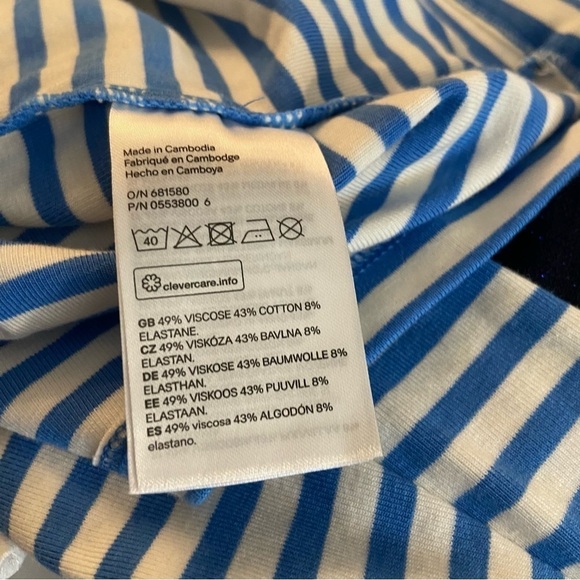 Made in Cambodia
Fabriqué en Cambodge
Hecho en Camboya
O/N 681580
P/N 0553800 6
40
clevercare.info
GB 49% VISCOSE 43% COTTON 8%
ELASTANE.
CZ 49% VISKÓZA 43% BAVLNA 8%
ELASTAN.
DE 49% VISKOSE 43% BAUMWOLLE 8%
ELASTHAN.
EE 49% VISKOOS 43% PUUVILL 8%
ELASTAAN.
ES 49% viscosa 43% ALGODÓN 8%
elastano.